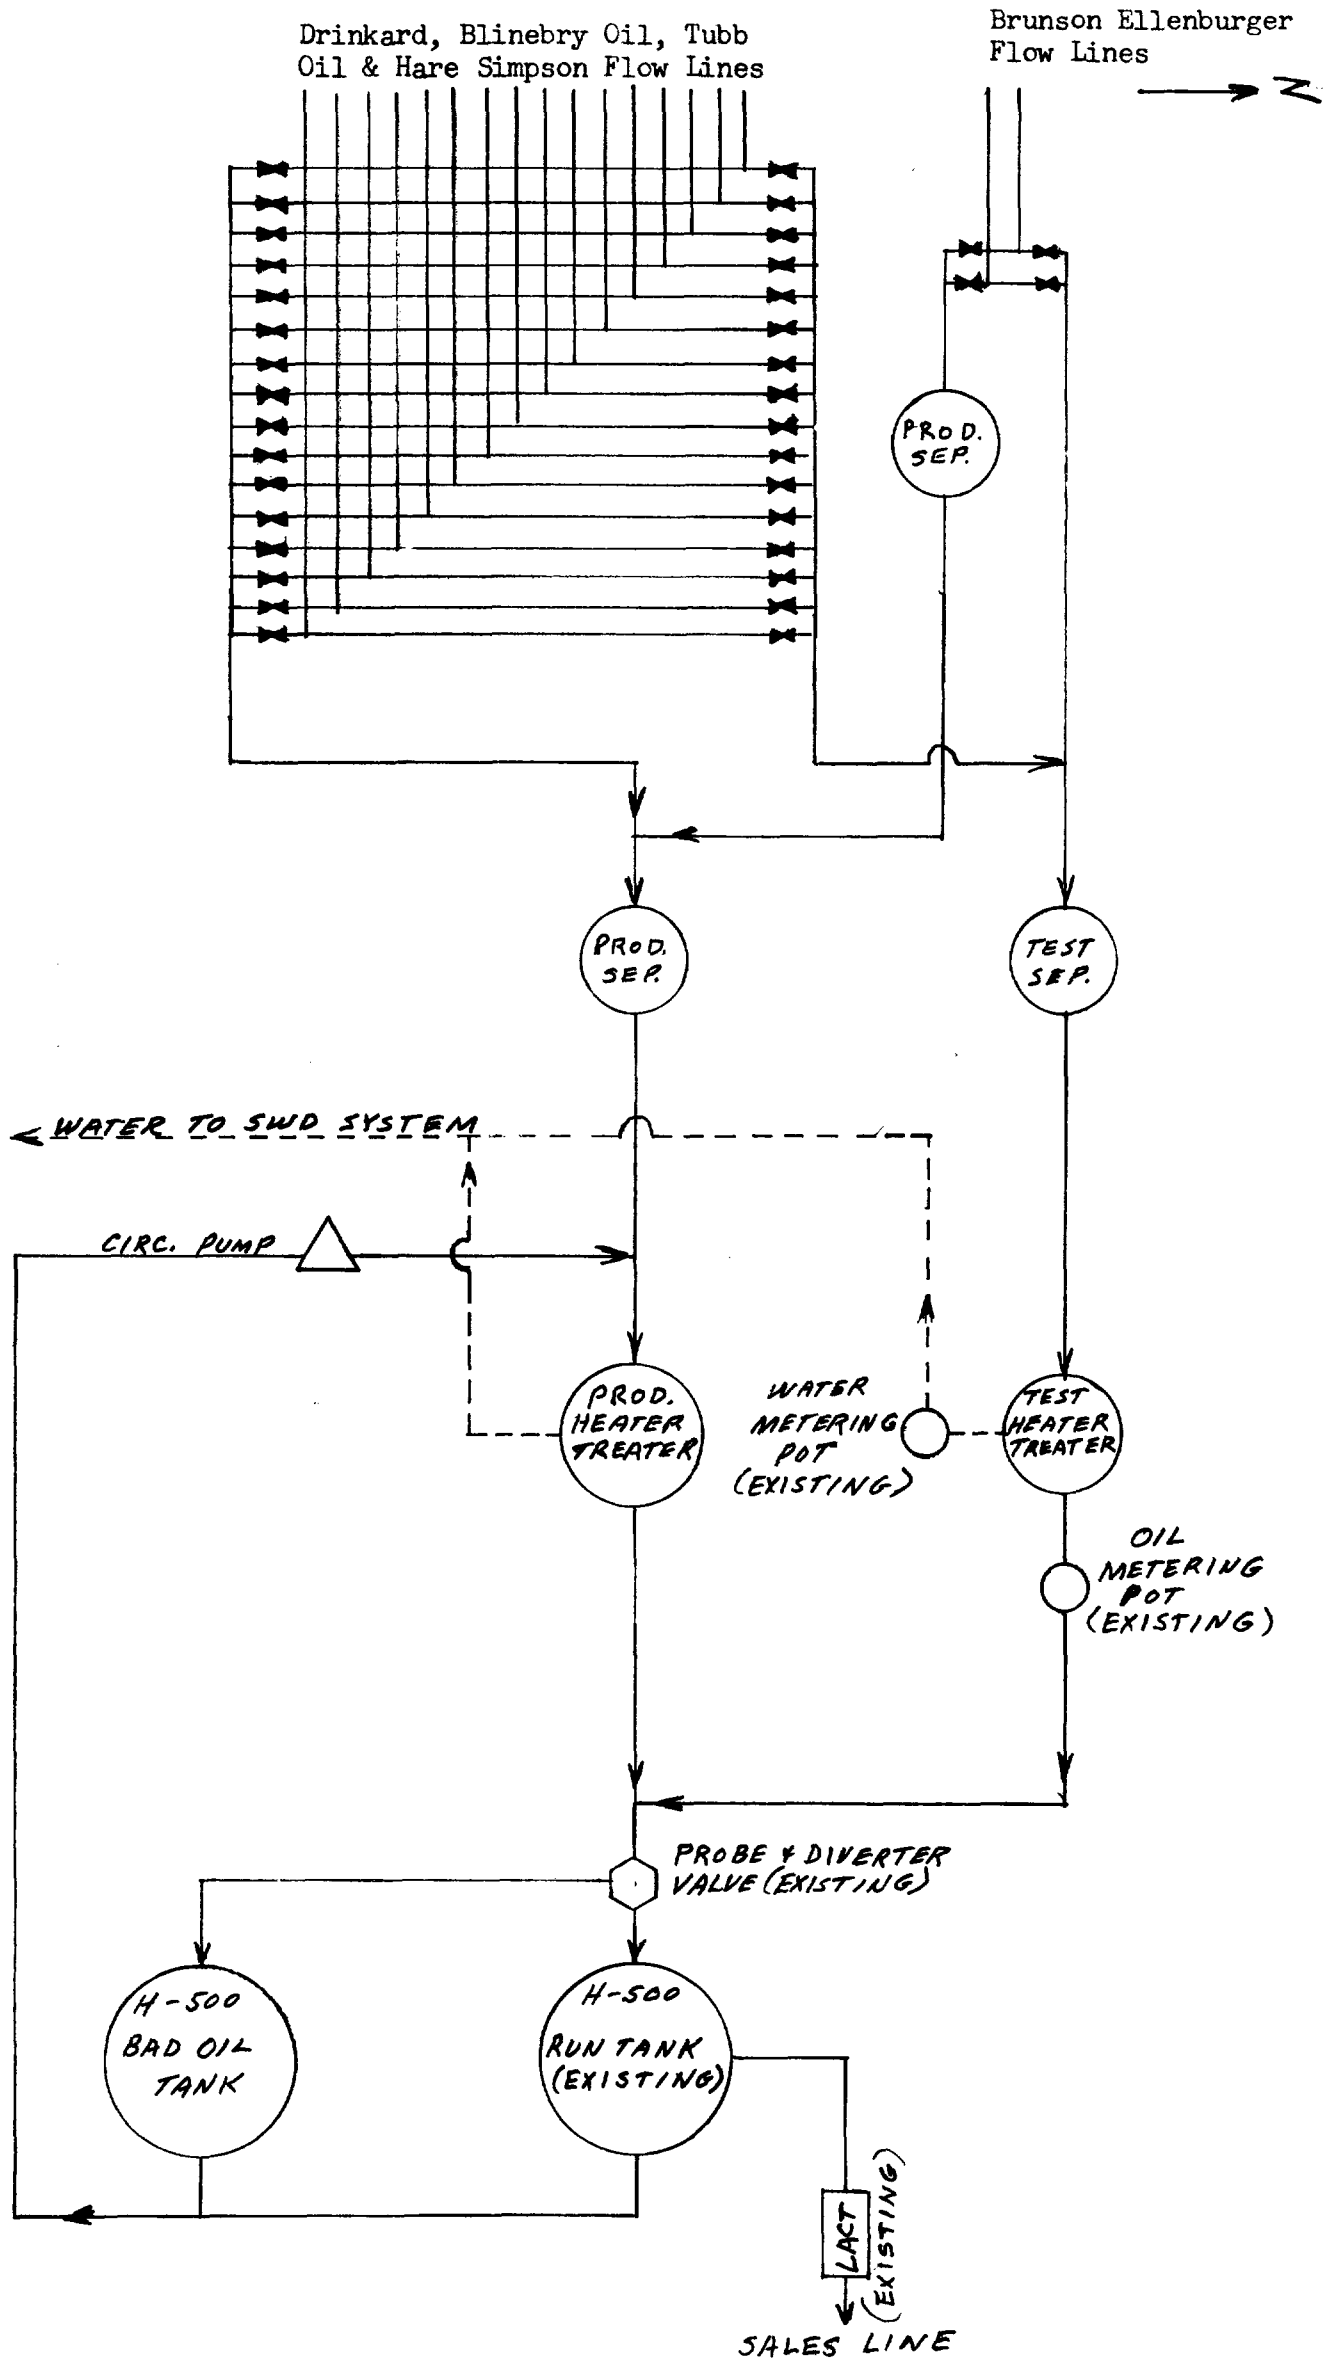 Drinkard, Blinebry Oil, Tubb
Oil & Hare Simpson Flow Lines
Brunson Ellenburger
Flow Lines
N
PROD.
SEP.
PROD.
SEP.
TEST
SEP.
WATER TO SWD SYSTEM
CIRC. PUMP
PROD.
HEATER
TREATER
WATER
METERING
POT
(EXISTING)
TEST
HEATER
TREATER
OIL
METERING
POT
(EXISTING)
PROBE & DIVERTER
VALVE (EXISTING)
H-500
BAD OIL
TANK
H-500
RUN TANK
(EXISTING)
LACT
(EXISTING)
SALES LINE